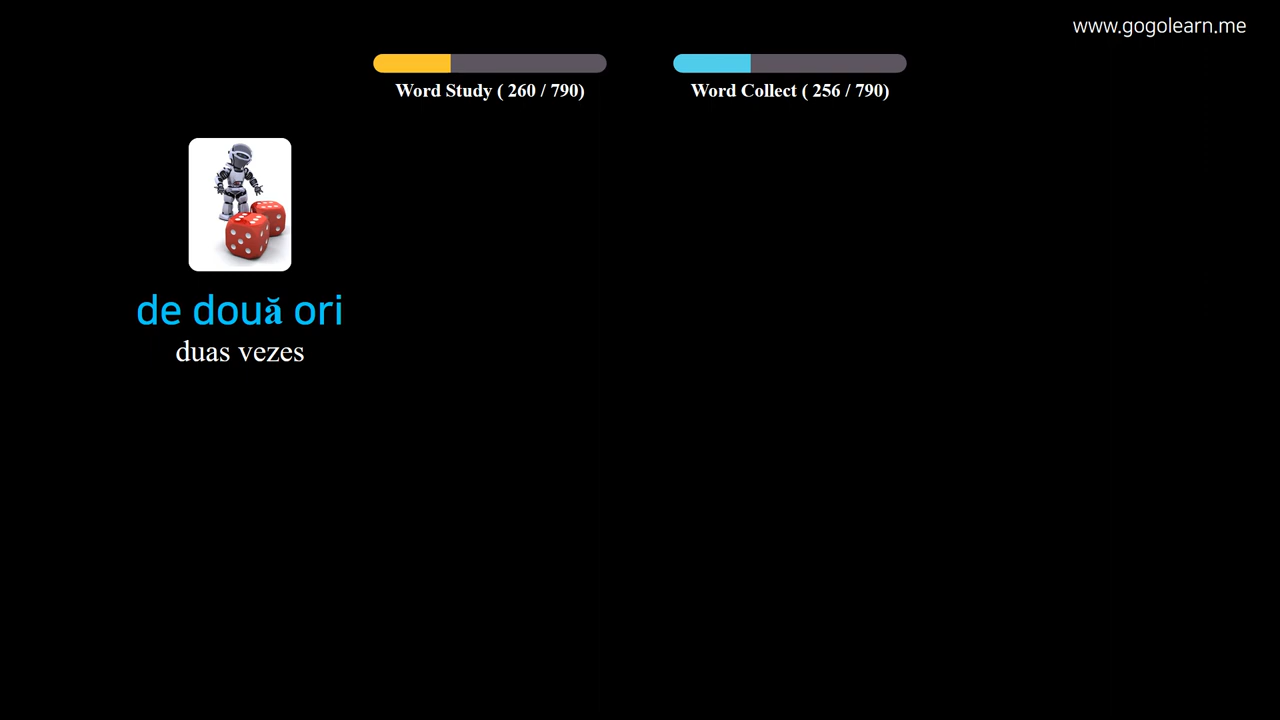 www.gogolearn.me
Word Study ( 260 / 790)
Word Collect ( 256 / 790)
de două ori
duas vezes